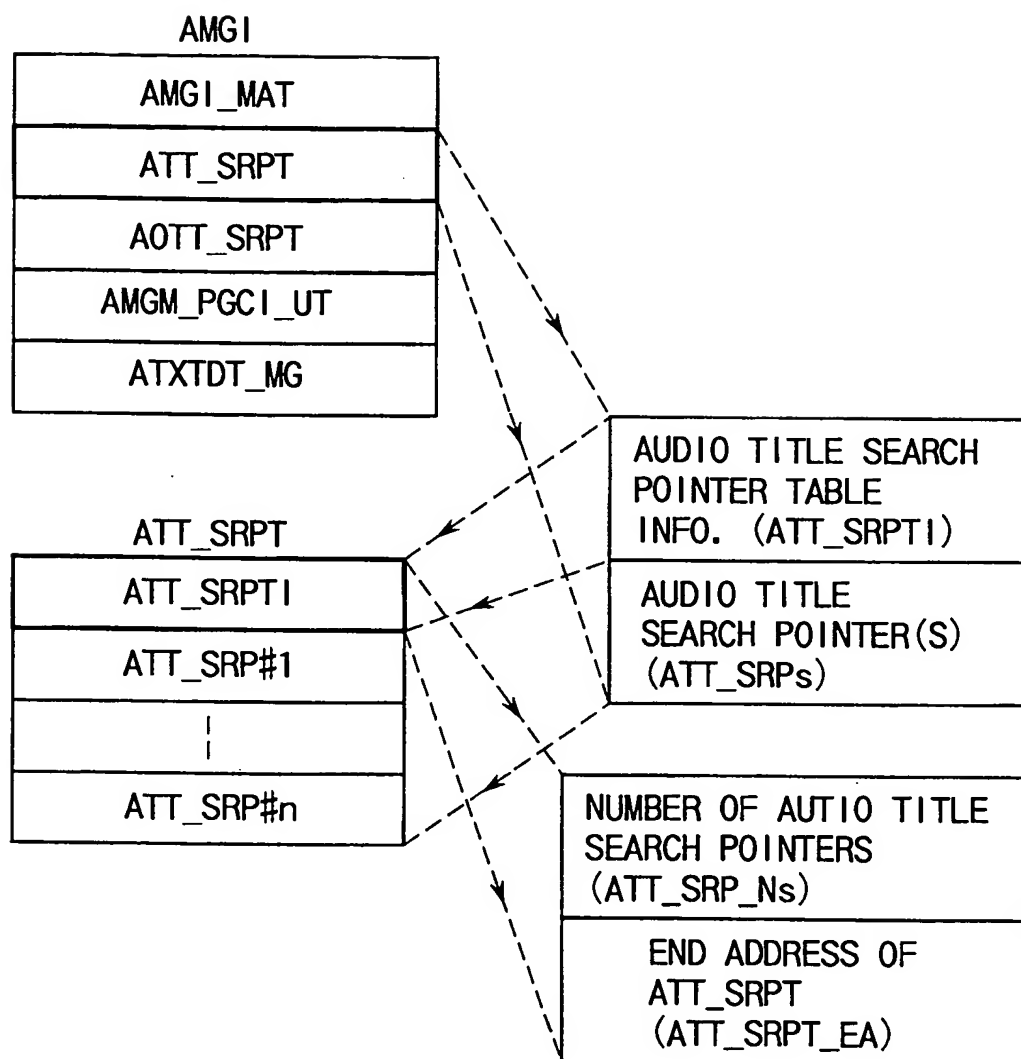 AMGI
AMGI_MAT
ATT_SRPT
AOTT_SRPT
AMGM_PGCI_UT
ATXTDT_MG
AUDIO TITLE SEARCH
POINTER TABLE
INFO. (ATT_SRPTI)
AUDIO TITLE
SEARCH POINTER(S)
(ATT_SRPs)
ATT_SRPT
ATT_SRPTI
ATT_SRP#1
ATT_SRP#n
NUMBER OF AUTIO TITLE
SEARCH POINTERS
(ATT_SRP_Ns)
END ADDRESS OF
ATT_SRPT
(ATT_SRPT_EA)